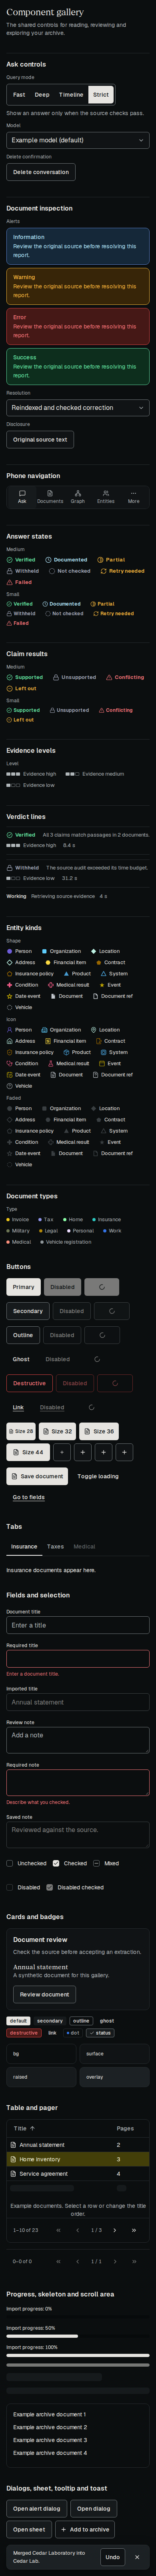 Component gallery
The shared controls for reading, reviewing and
exploring your archive.
Ask controls
Query mode
Fast Deep Timeline Strict
Show an answer only when the source checks pass.
Model
Example model (default)
Delete confirmation
Delete conversation
Document inspection
Alerts
Information
Review the original source before resolving this
report.
Warning
Review the original source before resolving this
report.
Error
Review the original source before resolving this
report.
Success
Review the original source before resolving this
report.
Resolution
Reindexed and checked correction
Disclosure
Original source text
Phone navigation
Ask Documents Graph Entities More
Answer states
Medium
Verified Documented Partial
Withheld Not checked Retry needed
Failed
Small
Verified Documented Partial
Withheld Not checked Retry needed
Failed
Claim results
Medium
Supported Unsupported Conflicting
Left out
Small
Supported Unsupported Conflicting
Left out
Evidence levels
Level
Evidence high Evidence medium
Evidence low
Verdict lines
Verified All 3 claims match passages in 2 documents.
Evidence high 8.4 s
Withheld The source audit exceeded its time budget.
Evidence low 31.2 s
Working Retrieving source evidence 4 s
Entity kinds
Shape
Person Organization Location
Address Financial item Contract
Insurance policy Product System
Condition Medical result Event
Date event Document Document ref
Vehicle
Icon
Person Organization Location
Address Financial item Contract
Insurance policy Product System
Condition Medical result Event
Date event Document Document ref
Vehicle
Faded
Person Organization Location
Address Financial item Contract
Insurance policy Product System
Condition Medical result Event
Date event Document Document ref
Vehicle
Document types
Type
Invoice Tax Home Insurance
Military Legal Personal Work
Medical Vehicle registration
Buttons
Primary Disabled
Secondary Disabled
Outline Disabled
Ghost Disabled
Destructive Disabled
Link Disabled
Size 28 Size 32 Size 36
Size 44
Save document Toggle loading
Go to fields
Tabs
Insurance Taxes Medical
Insurance documents appear here.
Fields and selection
Document title
Enter a title
Required title
Enter a document title.
Imported title
Annual statement
Review note
Add a note
Required note
Describe what you checked.
Saved note
Reviewed against the source.
Unchecked Checked Mixed
Disabled Disabled checked
Cards and badges
Document review
Check the source before accepting an extraction.
Annual statement
A synthetic document for this gallery.
Review document
default secondary outline ghost
destructive link dot status
bg surface
raised overlay
Table and pager
Title Pages
Annual statement 2
Home inventory 3
Service agreement 4
Example documents. Select a row or change the title
order.
1–10 of 23 1 / 3
0–0 of 0 1 / 1
Progress, skeleton and scroll area
Import progress: 0%
Import progress: 50%
Import progress: 100%
Example archive document 1
Example archive document 2
Example archive document 3
Example archive document 4
Dialogs, sheet, tooltip and toast
Open alert dialog Open dialog
Open sheet Add to archive
Merged Cedar Laboratory into
Cedar Lab.
Undo